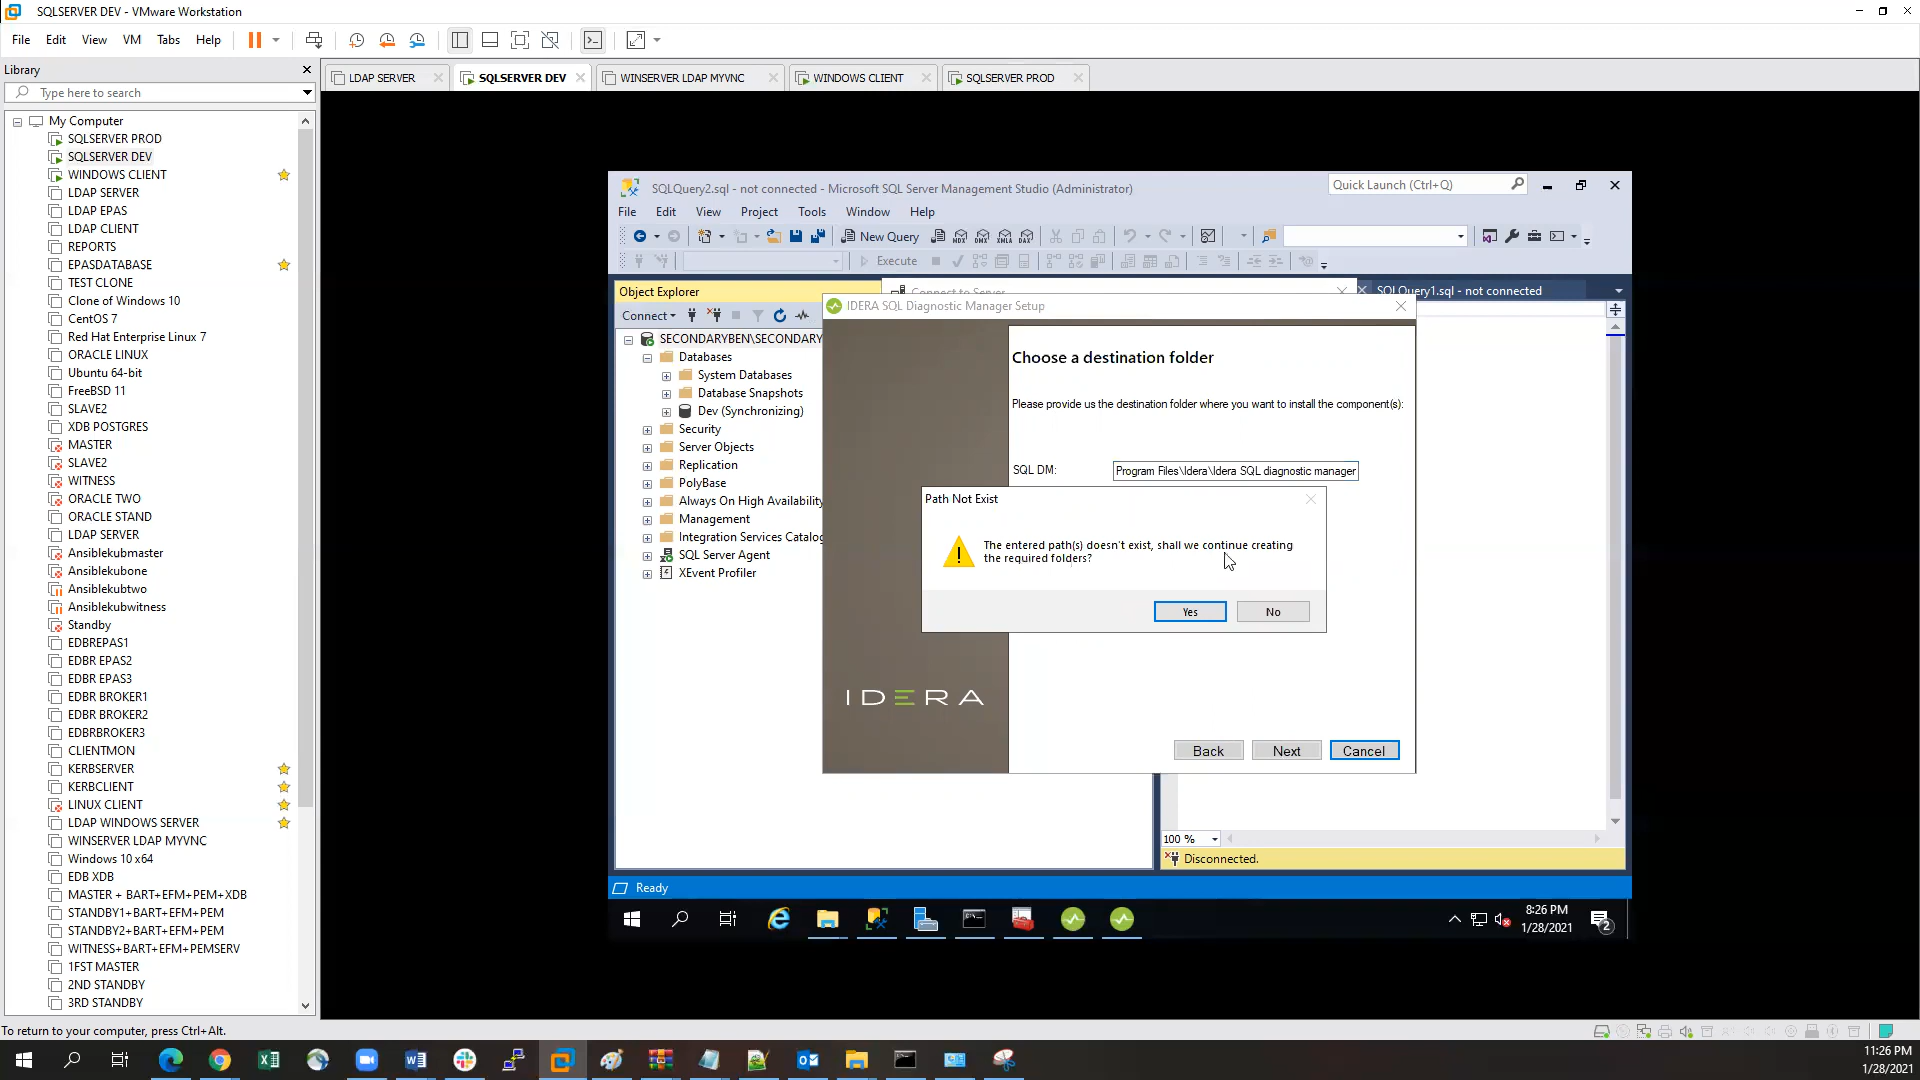 SQLSERVER DEV - VMware Workstation
File Edit View VM Tabs Help
Library
Type here to search
My Computer
SQLSERVER PROD
SQLSERVER DEV
WINDOWS CLIENT
LDAP SERVER
LDAP EPAS
LDAP CLIENT
REPORTS
EPASDATABASE
TEST CLONE
Clone of Windows 10
CentOS 7
Red Hat Enterprise Linux 7
ORACLE LINUX
Ubuntu 64-bit
FreeBSD 11
SLAVE2
XDB POSTGRES
MASTER
SLAVE2
WITNESS
ORACLE TWO
ORACLE STAND
LDAP SERVER
Ansiblekubmaster
Ansiblekubone
Ansiblekubtwo
Ansiblekubwitness
Standby
EDBREPAS1
EDBR EPAS2
EDBR EPAS3
EDBR BROKER1
EDBR BROKER2
EDBRBROKER3
CLIENTMON
KERBSERVER
KERBCLIENT
LINUX CLIENT
LDAP WINDOWS SERVER
WINSERVER LDAP MYVNC
Windows 10 x64
EDB XDB
MASTER + BART+EFM+PEM+XDB
STANDBY1+BART+EFM+PEM
STANDBY2+BART+EFM+PEM
WITNESS+BART+EFM+PEMSERV
1FST MASTER
2ND STANDBY
3RD STANDBY
LDAP SERVER
SQLSERVER DEV
WINSERVER LDAP MYVNC
WINDOWS CLIENT
SQLSERVER PROD
SQLQuery2.sql - not connected - Microsoft SQL Server Management Studio (Administrator)
Quick Launch (Ctrl+Q)
File Edit View Project Tools Window Help
New Query
MDX DMX XMLA DAX
Execute
Object Explorer
Connect to Server
SQLQuery1.sql - not connected
Connect
SECONDARYBEN\SECONDARY
Databases
System Databases
Database Snapshots
Dev (Synchronizing)
Security
Server Objects
Replication
PolyBase
Always On High Availability
Management
Integration Services Catalog
SQL Server Agent
XEvent Profiler
IDERA SQL Diagnostic Manager Setup
Choose a destination folder
Please provide us the destination folder where you want to install the component(s):
SQL DM:
Program Files\Idera\Idera SQL diagnostic manager
Path Not Exist
The entered path(s) doesn't exist, shall we continue creating
the required folders?
Yes
No
IDERA
Back
Next
Cancel
100 %
Disconnected.
Ready
8:26 PM
1/28/2021
2
To return to your computer, press Ctrl+Alt.
11:26 PM
1/28/2021